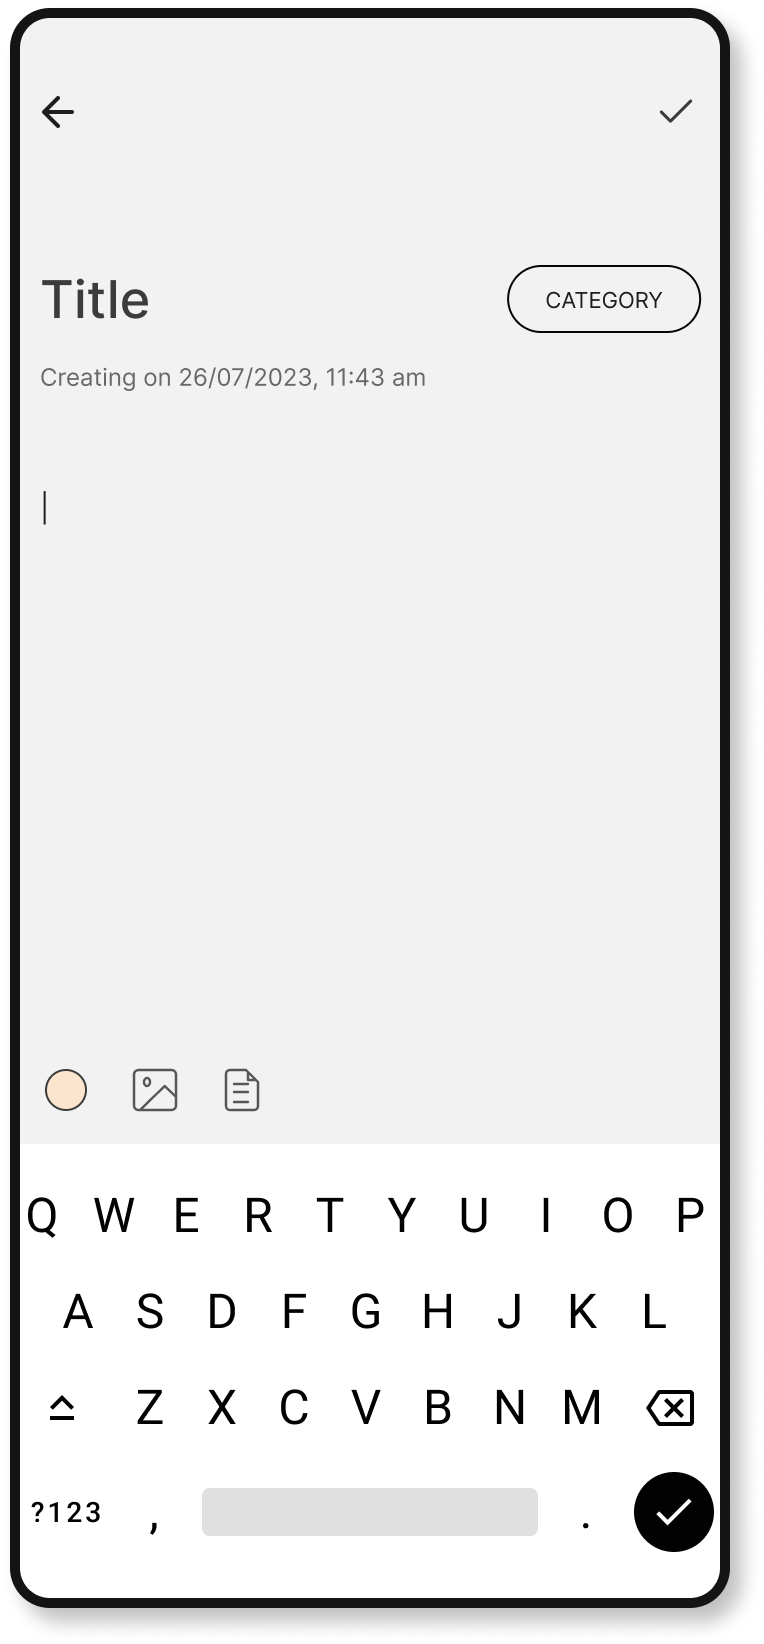 Title
CATEGORY
Creating on 26/07/2023, 11:43 am
Q W E R T Y U I O P
A S D F G H J K L
Z X C V B N M
?123 , .